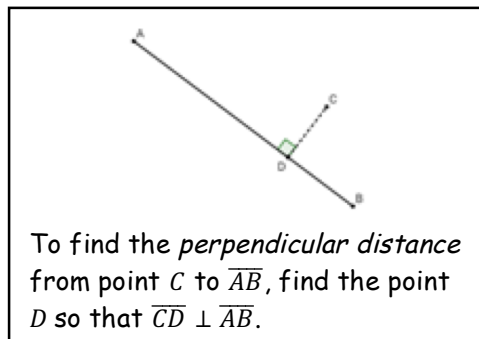 A
C
D
B
To find the perpendicular distance
from point C to AB, find the point
D so that CD ⊥ AB.